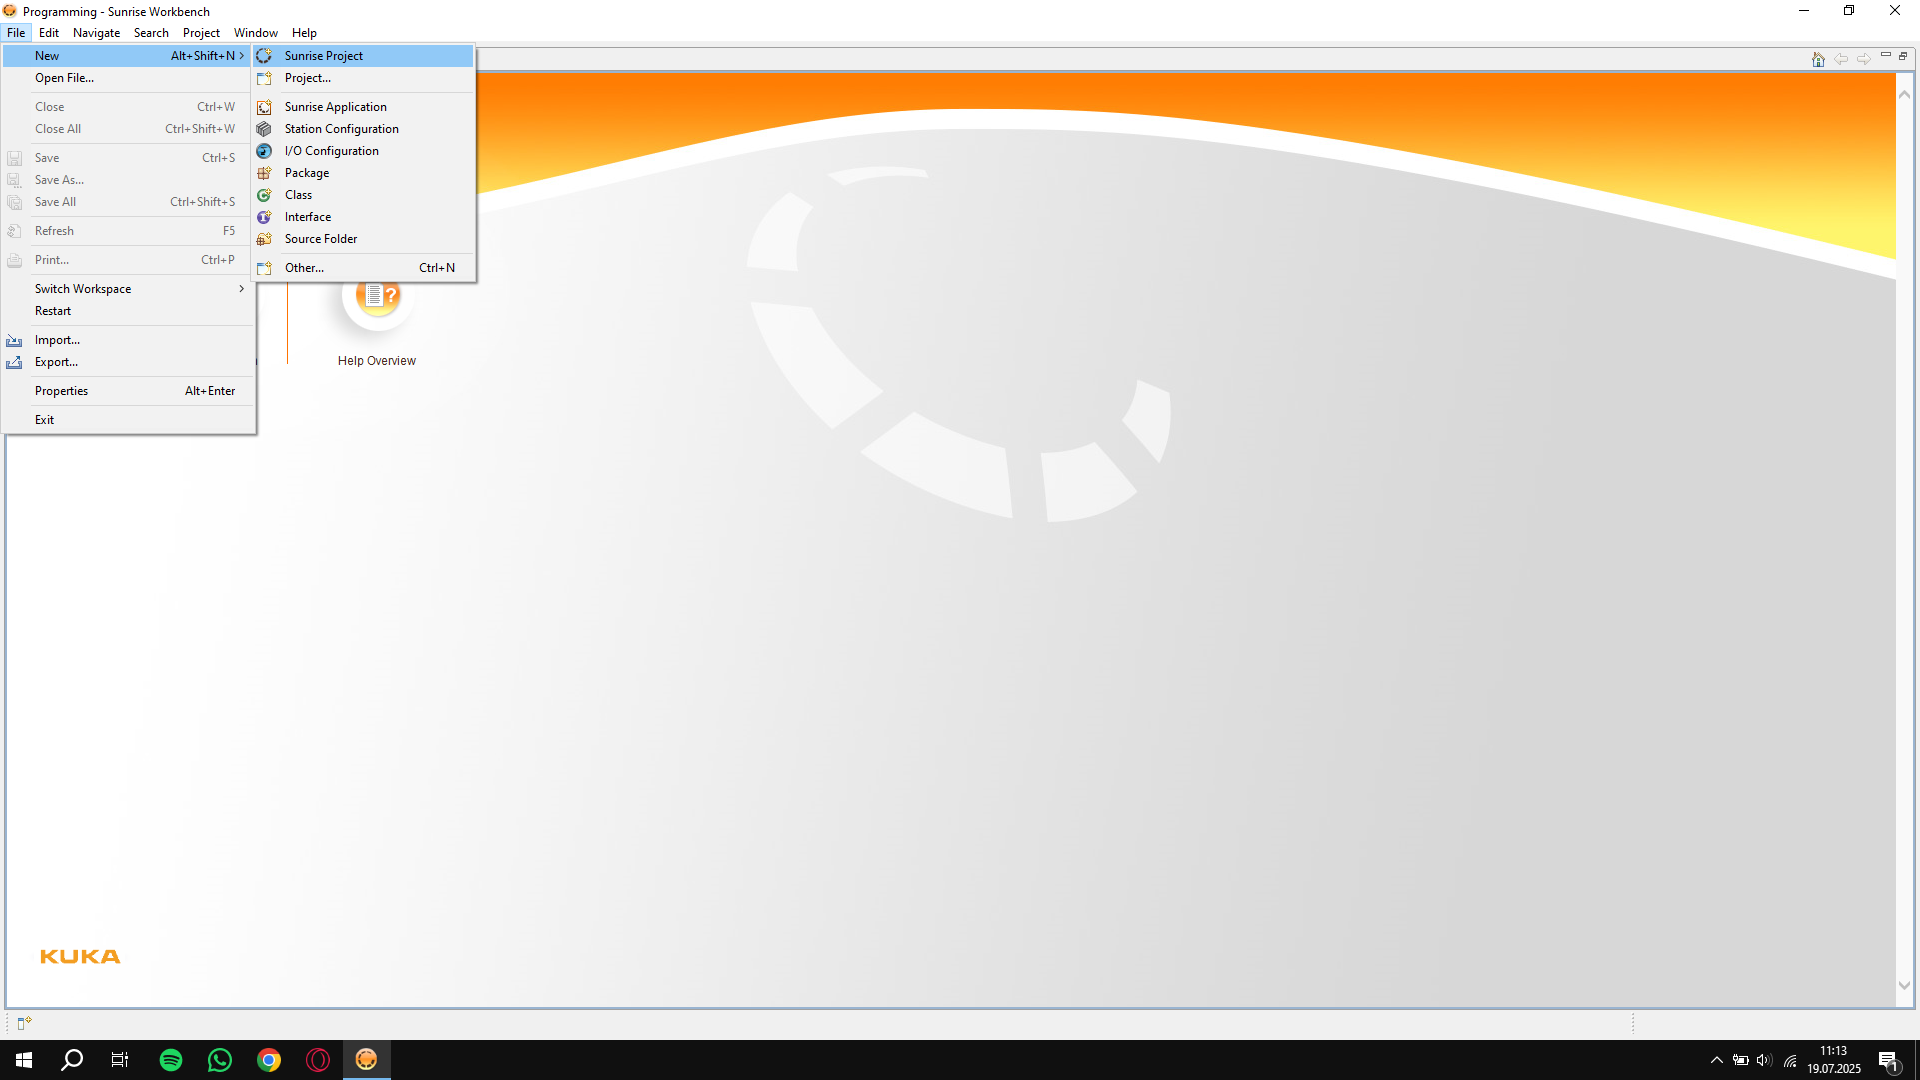 Programming - Sunrise Workbench
File Edit Navigate Search Project Window Help
New Alt+Shift+N
Open File...
Close Ctrl+W
Close All Ctrl+Shift+W
Save Ctrl+S
Save As...
Save All Ctrl+Shift+S
Refresh F5
Print... Ctrl+P
Switch Workspace
Restart
Import...
Export...
Properties Alt+Enter
Exit
Sunrise Project
Project...
Sunrise Application
Station Configuration
I/O Configuration
Package
Class
Interface
Source Folder
Other... Ctrl+N
Help Overview
KUKA
11:13
19.07.2025
1